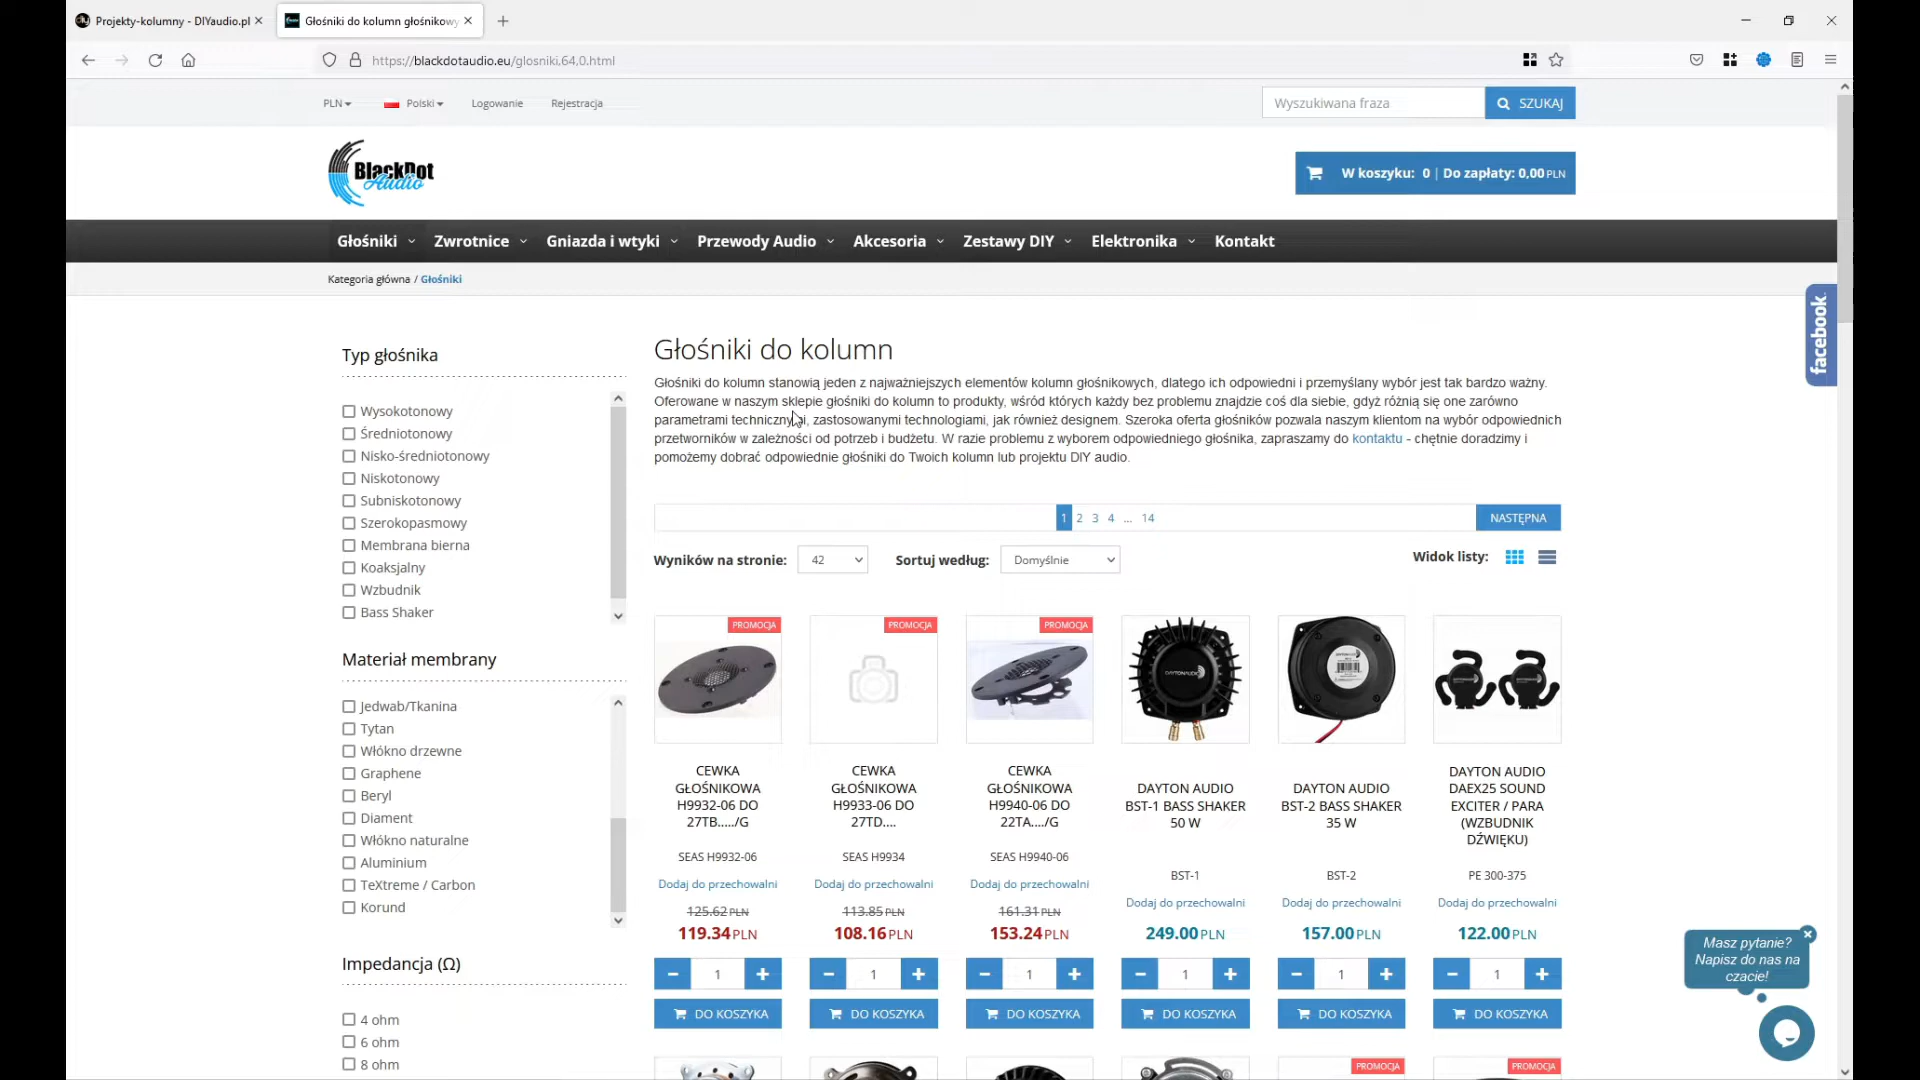 Projekty-kolumny - DIYaudio.pl
Głośniki do kolumn głośnikowy
https://blackdotaudio.eu/glosniki,64,0.html
PLN
Polski
Logowanie
Rejestracja
Wyszukiwana fraza
SZUKAJ
BlackDot
Audio
W koszyku: 0 | Do zapłaty: 0,00 PLN
Głośniki
Zwrotnice
Gniazda i wtyki
Przewody Audio
Akcesoria
Zestawy DIY
Elektronika
Kontakt
Kategoria główna / Głośniki
facebook
Typ głośnika
Wysokotonowy
Średniotonowy
Nisko-średniotonowy
Niskotonowy
Subniskotonowy
Szerokopasmowy
Membrana bierna
Koaksjalny
Wzbudnik
Bass Shaker
Materiał membrany
Jedwab/Tkanina
Tytan
Włókno drzewne
Graphene
Beryl
Diament
Włókno naturalne
Aluminium
TeXtreme / Carbon
Korund
Impedancja (Ω)
4 ohm
6 ohm
8 ohm
Głośniki do kolumn
Głośniki do kolumn stanowią jeden z najważniejszych elementów kolumn głośnikowych, dlatego ich odpowiedni i przemyślany wybór jest tak bardzo ważny.
Oferowane w naszym sklepie głośniki do kolumn to produkty, wśród których każdy bez problemu znajdzie coś dla siebie, gdyż różnią się one zarówno
parametrami technicznymi, zastosowanymi technologiami, jak również designem. Szeroka oferta głośników pozwala naszym klientom na wybór odpowiednich
przetworników w zależności od potrzeb i budżetu. W razie problemu z wyborem odpowiedniego głośnika, zapraszamy do kontaktu - chętnie doradzimy i
pomożemy dobrać odpowiednie głośniki do Twoich kolumn lub projektu DIY audio.
1 2 3 4 ... 14
NASTĘPNA
Wyników na stronie: 42
Sortuj według: Domyślnie
Widok listy:
PROMOCJA
CEWKA
GŁOŚNIKOWA
H9932-06 DO
27TB...../G
SEAS H9932-06
Dodaj do przechowalni
125.62 PLN
119.34 PLN
1
DO KOSZYKA
PROMOCJA
CEWKA
GŁOŚNIKOWA
H9933-06 DO
27TD....
SEAS H9934
Dodaj do przechowalni
113.85 PLN
108.16 PLN
1
DO KOSZYKA
PROMOCJA
CEWKA
GŁOŚNIKOWA
H9940-06 DO
22TA..../G
SEAS H9940-06
Dodaj do przechowalni
161.31 PLN
153.24 PLN
1
DO KOSZYKA
DAYTON AUDIO
DAYTON AUDIO
BST-1 BASS SHAKER
50 W
BST-1
Dodaj do przechowalni
249.00 PLN
1
DO KOSZYKA
DAYTON AUDIO
BST-2 BASS SHAKER
35 W
BST-2
Dodaj do przechowalni
157.00 PLN
1
DO KOSZYKA
DAYTON AUDIO
DAEX25 SOUND
EXCITER / PARA
(WZBUDNIK
DŹWIĘKU)
PE 300-375
Dodaj do przechowalni
122.00 PLN
1
DO KOSZYKA
PROMOCJA
PROMOCJA
Masz pytanie?
Napisz do nas na
czacie!